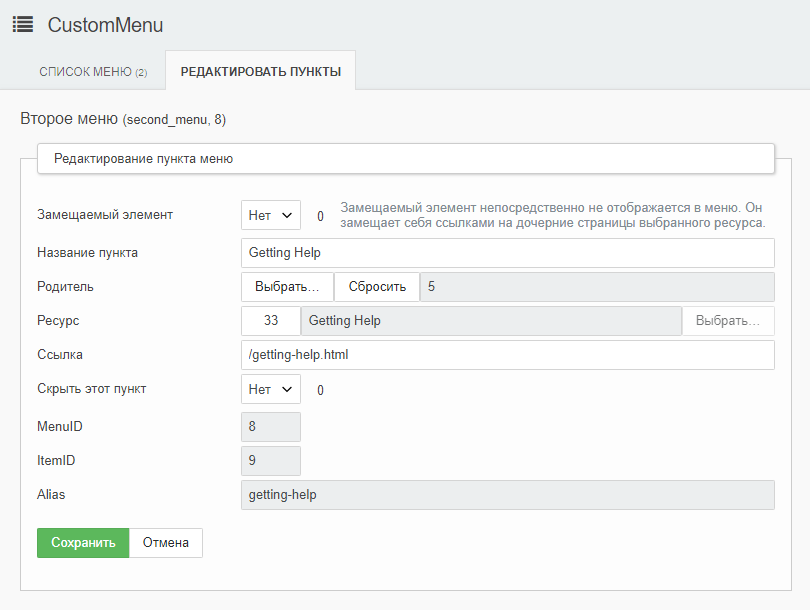 CustomMenu
СПИСОК МЕНЮ (2)
РЕДАКТИРОВАТЬ ПУНКТЫ
Второе меню (second_menu, 8)
Редактирование пункта меню
Замещаемый элемент
Нет
0
Замещаемый элемент непосредственно не отображается в меню. Он
замещает себя ссылками на дочерние страницы выбранного ресурса.
Название пункта
Getting Help
Родитель
Выбрать...
Сбросить
5
Ресурс
33
Getting Help
Выбрать...
Ссылка
/getting-help.html
Скрыть этот пункт
Нет
0
MenuID
8
ItemID
9
Alias
getting-help
Сохранить
Отмена